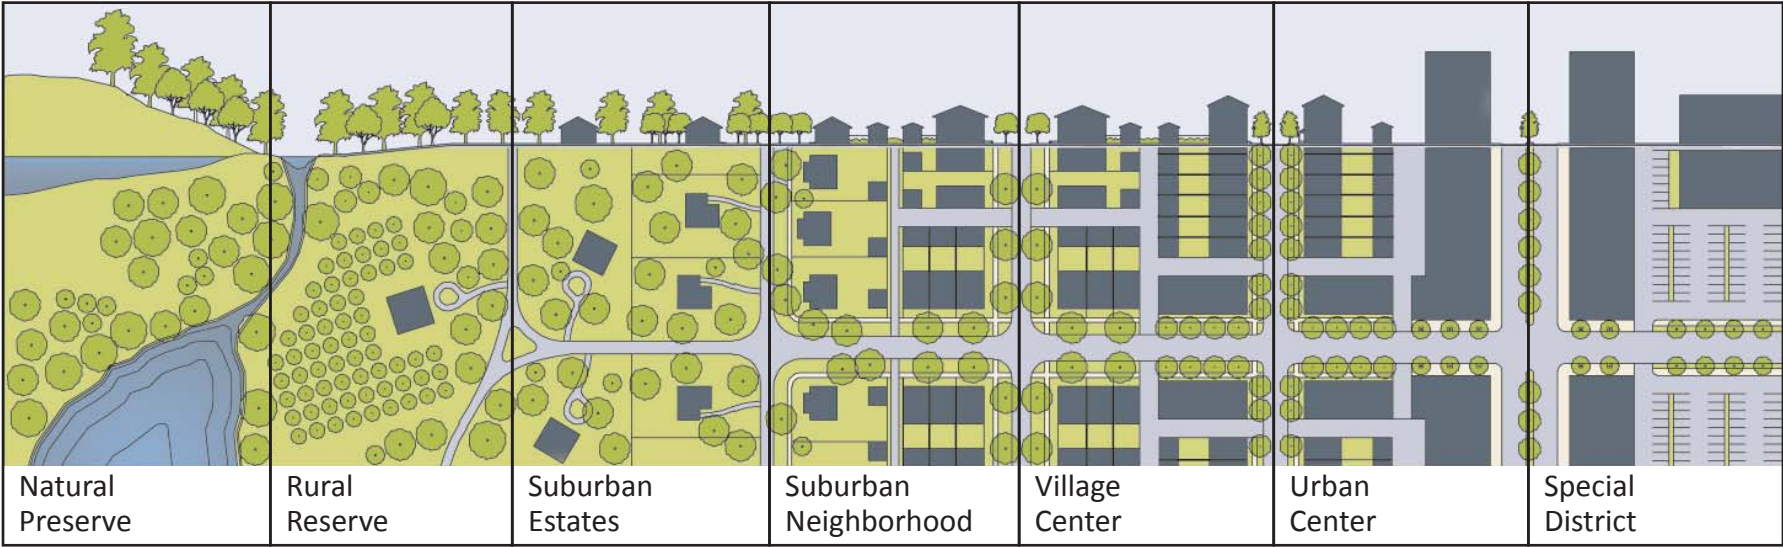 Natural
Preserve
Rural
Reserve
Suburban
Estates
Suburban
Neighborhood
Village
Center
Urban
Center
Special
District